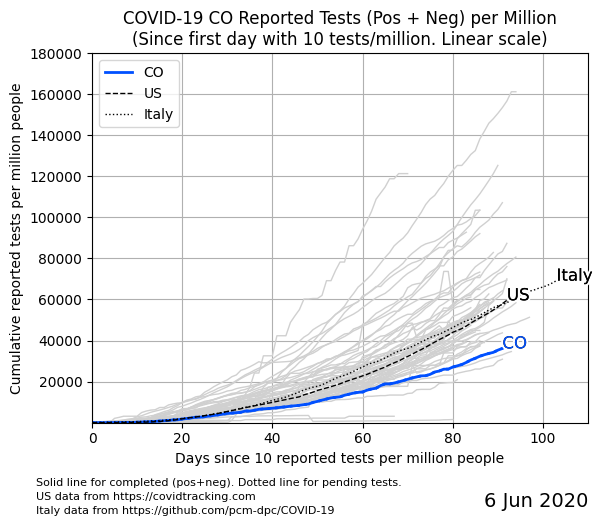 COVID-19 CO Reported Tests (Pos + Neg) per Million
(Since first day with 10 tests/million. Linear scale)
180000
160000
140000
120000
100000
80000
60000
40000
20000
Cumulative reported tests per million people
CO
US
Italy
Italy
US
CO
0
20
40
60
80
100
Days since 10 reported tests per million people
Solid line for completed (pos+neg). Dotted line for pending tests.
US data from https://covidtracking.com
Italy data from https://github.com/pcm-dpc/COVID-19
6 Jun 2020